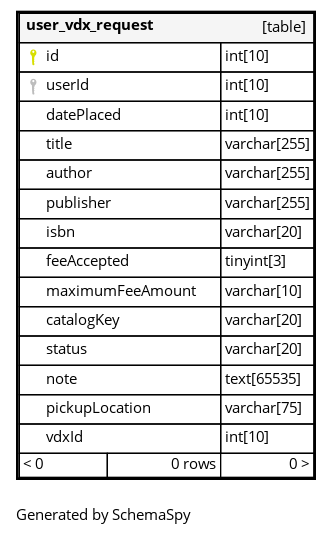 user_vdx_request [table]
id int[10]
userId int[10]
datePlaced int[10]
title varchar[255]
author varchar[255]
publisher varchar[255]
isbn varchar[20]
feeAccepted tinyint[3]
maximumFeeAmount varchar[10]
catalogKey varchar[20]
status varchar[20]
note text[65535]
pickupLocation varchar[75]
vdxId int[10]
< 0 0 rows 0 >
Generated by SchemaSpy